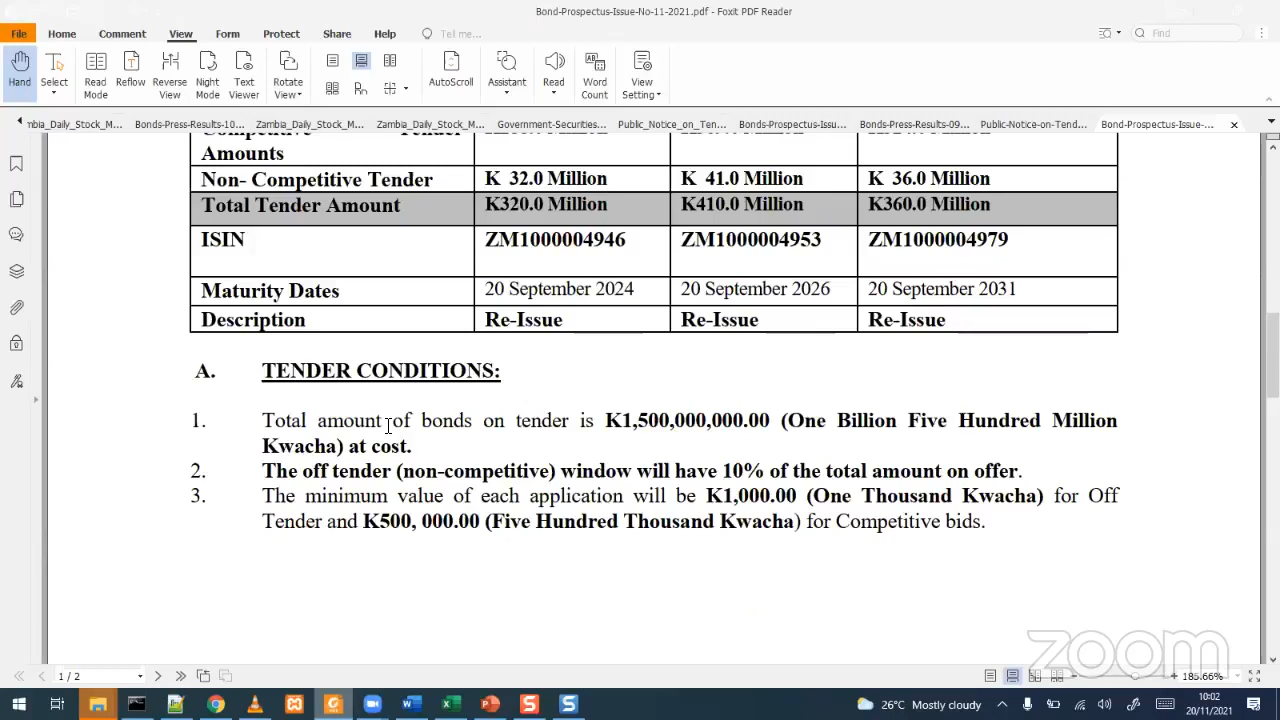 Bond-Prospectus-Issue-No-11-2021.pdf - Foxit PDF Reader
File Home Comment View Form Protect Share Help Tell me... Find
Hand Select Read Mode Reflow Reverse View Night Mode Text Viewer Rotate View AutoScroll Assistant Read Word Count View Setting
mbia_Daily_Stock_M... Bonds-Press-Results-10... Zambia_Daily_Stock_M... Zambia_Daily_Stock_M... Government-Securities... Public_Notice_on_Ten... Bonds-Prospectus-Issu... Bonds-Press-Results-09... Public-Notice-on-Tend... Bond-Prospectus-Issue-...
Competitive Tender
Amounts
Non- Competitive Tender K 32.0 Million K 41.0 Million K 36.0 Million
Total Tender Amount K320.0 Million K410.0 Million K360.0 Million
ISIN ZM1000004946 ZM1000004953 ZM1000004979
Maturity Dates 20 September 2024 20 September 2026 20 September 2031
Description Re-Issue Re-Issue Re-Issue
A. TENDER CONDITIONS:
1. Total amount of bonds on tender is K1,500,000,000.00 (One Billion Five Hundred Million
Kwacha) at cost.
2. The off tender (non-competitive) window will have 10% of the total amount on offer.
3. The minimum value of each application will be K1,000.00 (One Thousand Kwacha) for Off
Tender and K500, 000.00 (Five Hundred Thousand Kwacha) for Competitive bids.
zoom
1 / 2 185.66%
26°C Mostly cloudy 10:02
20/11/2021